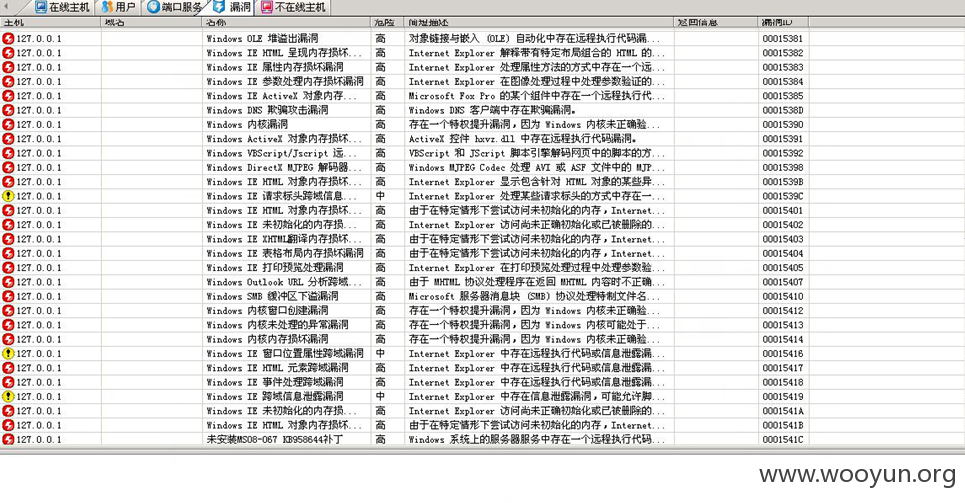 在线主机 用户 端口服务 漏洞 不在线主机
主机 域名 名称 危险 简短描述 返回信息 漏洞ID
127.0.0.1 Windows OLE 堆溢出漏洞 高 对象链接与嵌入 (OLE) 自动化中存在远程执行代码漏... 00015381
127.0.0.1 Windows IE HTML 呈现内存损坏... 高 Internet Explorer 解释带有特定布局组合的 HTML 的... 00015382
127.0.0.1 Windows IE 属性内存损坏漏洞 高 Internet Explorer 处理属性方法的方式中存在一个远... 00015383
127.0.0.1 Windows IE 参数处理内存损坏漏洞 高 Internet Explorer 在图像处理过程中处理参数验证的... 00015384
127.0.0.1 Windows IE ActiveX 对象内存... 高 Microsoft Fox Pro 的某个组件中存在一个远程执行代... 00015385
127.0.0.1 Windows DNS 欺骗攻击漏洞 高 Windows DNS 客户端中存在欺骗漏洞。 0001538D
127.0.0.1 Windows 内核漏洞 高 存在一个特权提升漏洞,因为 Windows 内核未正确验... 00015390
127.0.0.1 Windows ActiveX 对象内存损坏... 高 ActiveX 控件 hxvz.dll 中存在远程执行代码漏洞。 00015391
127.0.0.1 Windows VBScript/Jscript 远... 高 VBScript 和 JScript 脚本引擎解码网页中的脚本的方... 00015392
127.0.0.1 Windows DirectX MJPEG 解码器... 高 Windows MJPEG Codec 处理 AVI 或 ASF 文件中的 MJP... 00015398
127.0.0.1 Windows IE HTML 对象内存损坏... 高 Internet Explorer 显示包含针对 HTML 对象的某些异... 0001539B
127.0.0.1 Windows IE 请求标头跨域信息... 中 Internet Explorer 处理某些请求标头的方式中存在一... 0001539C
127.0.0.1 Windows IE HTML 对象内存损坏... 高 由于在特定情形下尝试访问未初始化的内存,Internet... 00015401
127.0.0.1 Windows IE 未初始化的内存损... 高 Internet Explorer 访问尚未正确初始化或已被删除的... 00015402
127.0.0.1 Windows IE XHTML翻译内存损坏... 高 由于在特定情形下尝试访问未初始化的内存,Internet... 00015403
127.0.0.1 Windows IE 表格布局内存损坏漏洞 高 由于在特定情形下尝试访问未初始化的内存,Internet... 00015404
127.0.0.1 Windows IE 打印预览处理漏洞 高 Internet Explorer 在打印预览处理过程中处理参数验... 00015405
127.0.0.1 Windows Outlook URL 分析跨域... 高 由于 MHTML 协议处理程序在返回 MHTML 内容时不正确... 00015407
127.0.0.1 Windows SMB 缓冲区下溢漏洞 高 Microsoft 服务器消息块 (SMB) 协议处理特制文件名... 00015410
127.0.0.1 Windows 内核窗口创建漏洞 高 存在一个特权提升漏洞,因为 Windows 内核未正确验... 00015412
127.0.0.1 Windows 内核未处理的异常漏洞 高 存在一个特权提升漏洞,因为 Windows 内核可能处于... 00015413
127.0.0.1 Windows 内核内存损坏漏洞 高 存在一个特权提升漏洞,因为 Windows 内核未正确验... 00015414
127.0.0.1 Windows IE 窗口位置属性跨域漏洞 中 Internet Explorer 中存在远程执行代码或信息泄露漏... 00015416
127.0.0.1 Windows IE HTML 元素跨域漏洞 高 Internet Explorer 中存在远程执行代码或信息泄露漏... 00015417
127.0.0.1 Windows IE 事件处理跨域漏洞 高 Internet Explorer 中存在远程执行代码或信息泄露漏... 00015418
127.0.0.1 Windows IE 跨域信息泄露漏洞 中 Internet Explorer 中存在信息泄露漏洞,可能允许脚... 00015419
127.0.0.1 Windows IE 未初始化的内存损... 高 Internet Explorer 访问尚未正确初始化或已被删除的... 0001541A
127.0.0.1 Windows IE HTML 对象内存损坏... 高 由于在特定情形下尝试访问未初始化的内存,Internet... 0001541B
127.0.0.1 未安装MS08-067 KB958644补丁 高 Windows 系统上的服务器服务中存在一个远程执行代码... 0001541C
www.wooyun.org